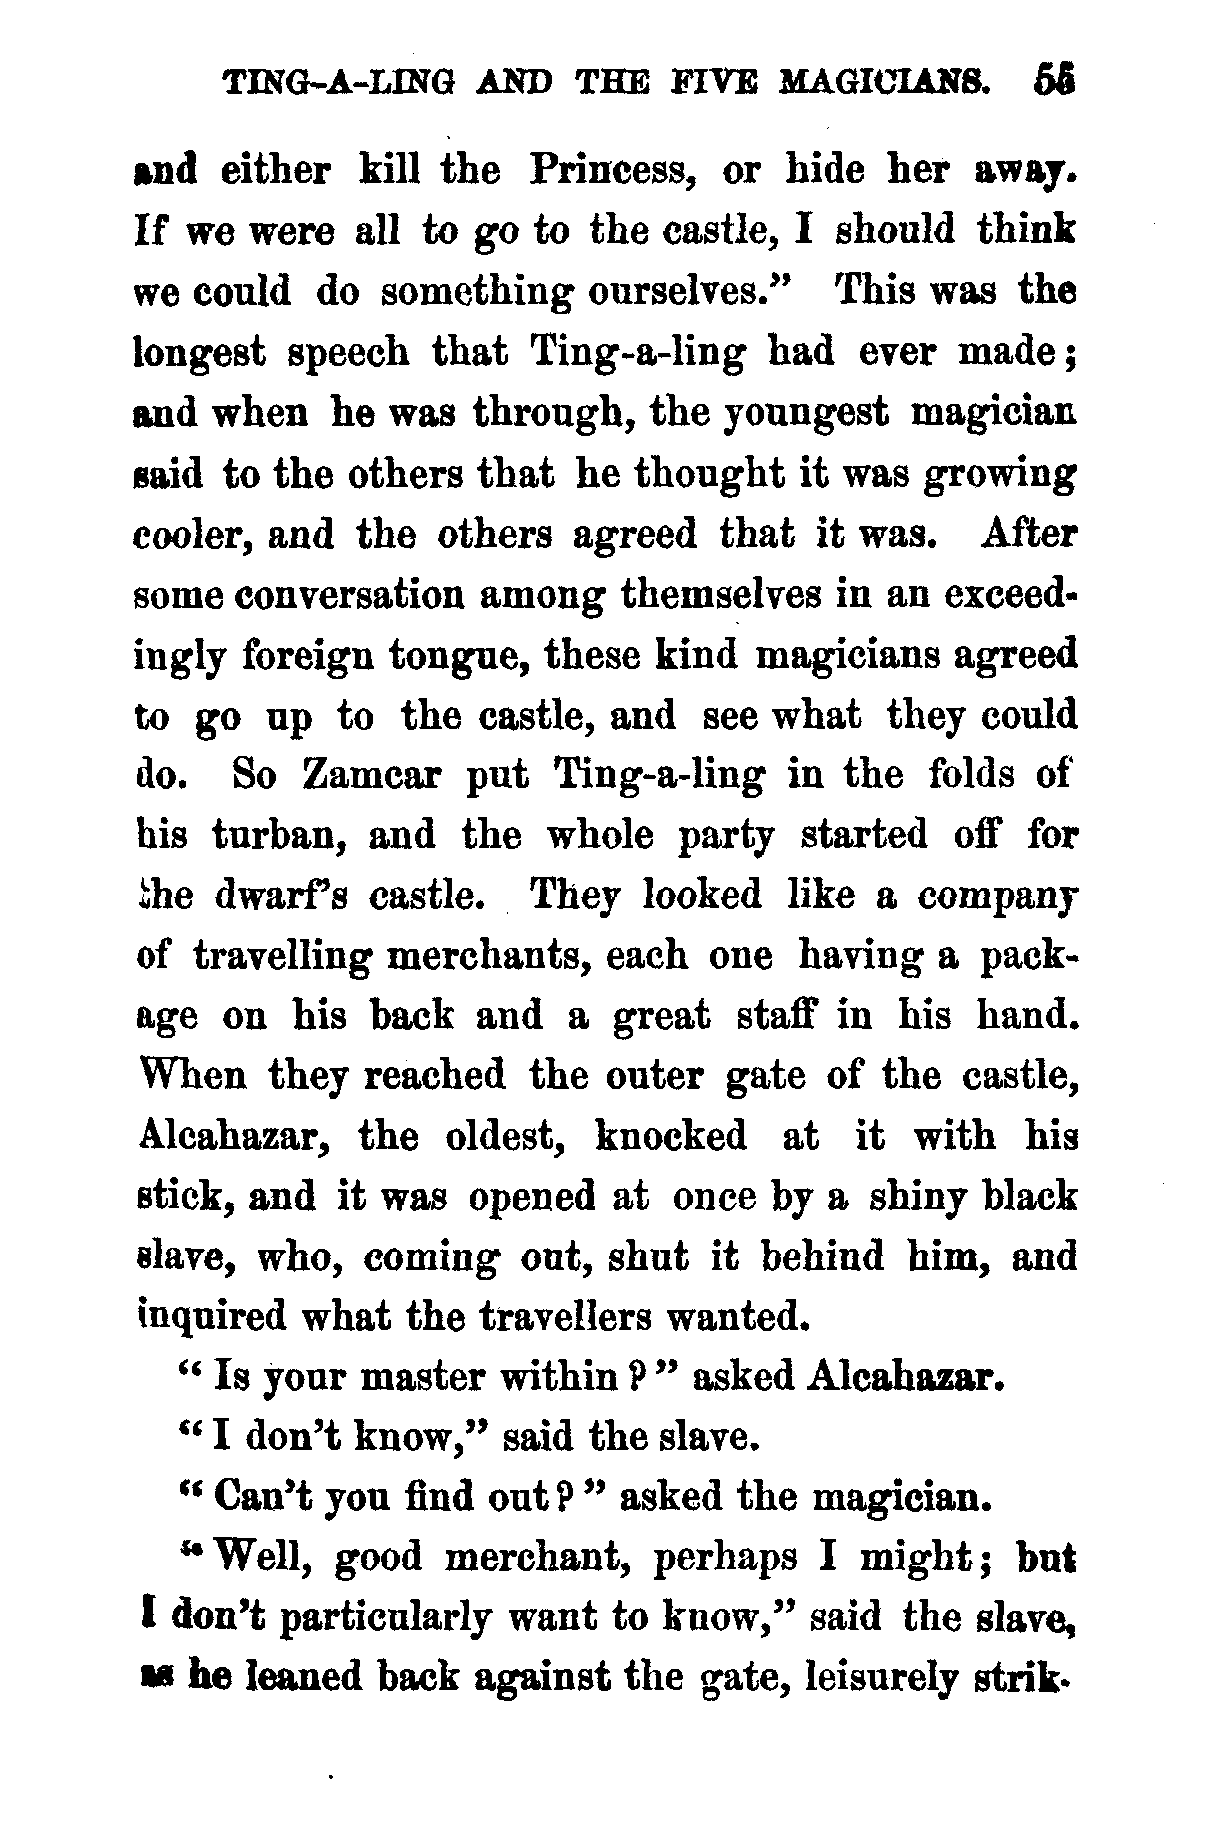 TING-A-LING AND THE FIVE MAGICIANS. 55
and either kill the Princess, or hide her away.
If we were all to go to the castle, I should think
we could do something ourselves.” This was the
longest speech that Ting-a-ling had ever made;
and when he was through, the youngest magician
said to the others that he thought it was growing
cooler, and the others agreed that it was. After
some conversation among themselves in an exceed-
ingly foreign tongue, these kind magicians agreed
to go up to the castle, and see what they could
do. So Zamcar put Ting-a-ling in the folds of
his turban, and the whole party started off for
the dwarf’s castle. They looked like a company
of travelling merchants, each one having a pack-
age on his back and a great staff in his hand.
When they reached the outer gate of the castle,
Alcahazar, the oldest, knocked at it with his
stick, and it was opened at once by a shiny black
slave, who, coming out, shut it behind him, and
inquired what the travellers wanted.
“Is your master within?” asked Alcahazar.
“I don’t know,” said the slave.
“Can’t you find out?” asked the magician.
“Well, good merchant, perhaps I might; but
I don’t particularly want to know,” said the slave,
as he leaned back against the gate, leisurely strik-